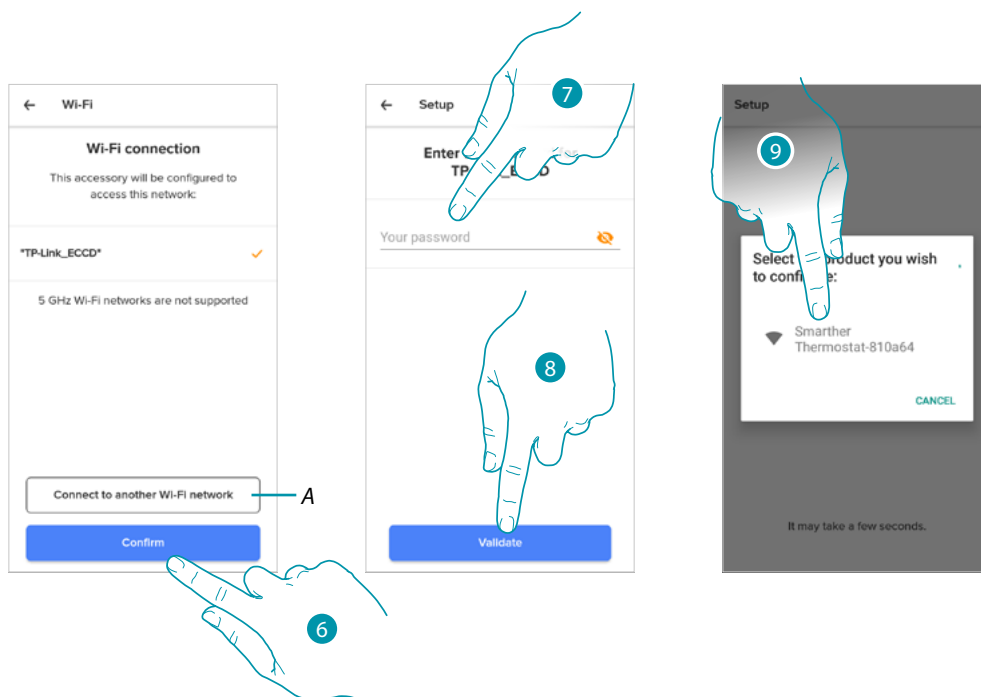 ← Wi-Fi
Wi-Fi connection
This accessory will be configured to
access this network:
"TP-Link_ECCD"
5 GHz Wi-Fi networks are not supported
Connect to another Wi-Fi network
A
Confirm
6
← Setup
7
Enter
TP
Your password
8
Validate
Setup
9
Select product you wish
to
Smarther
Thermostat-810a64
CANCEL
It may take a few seconds.